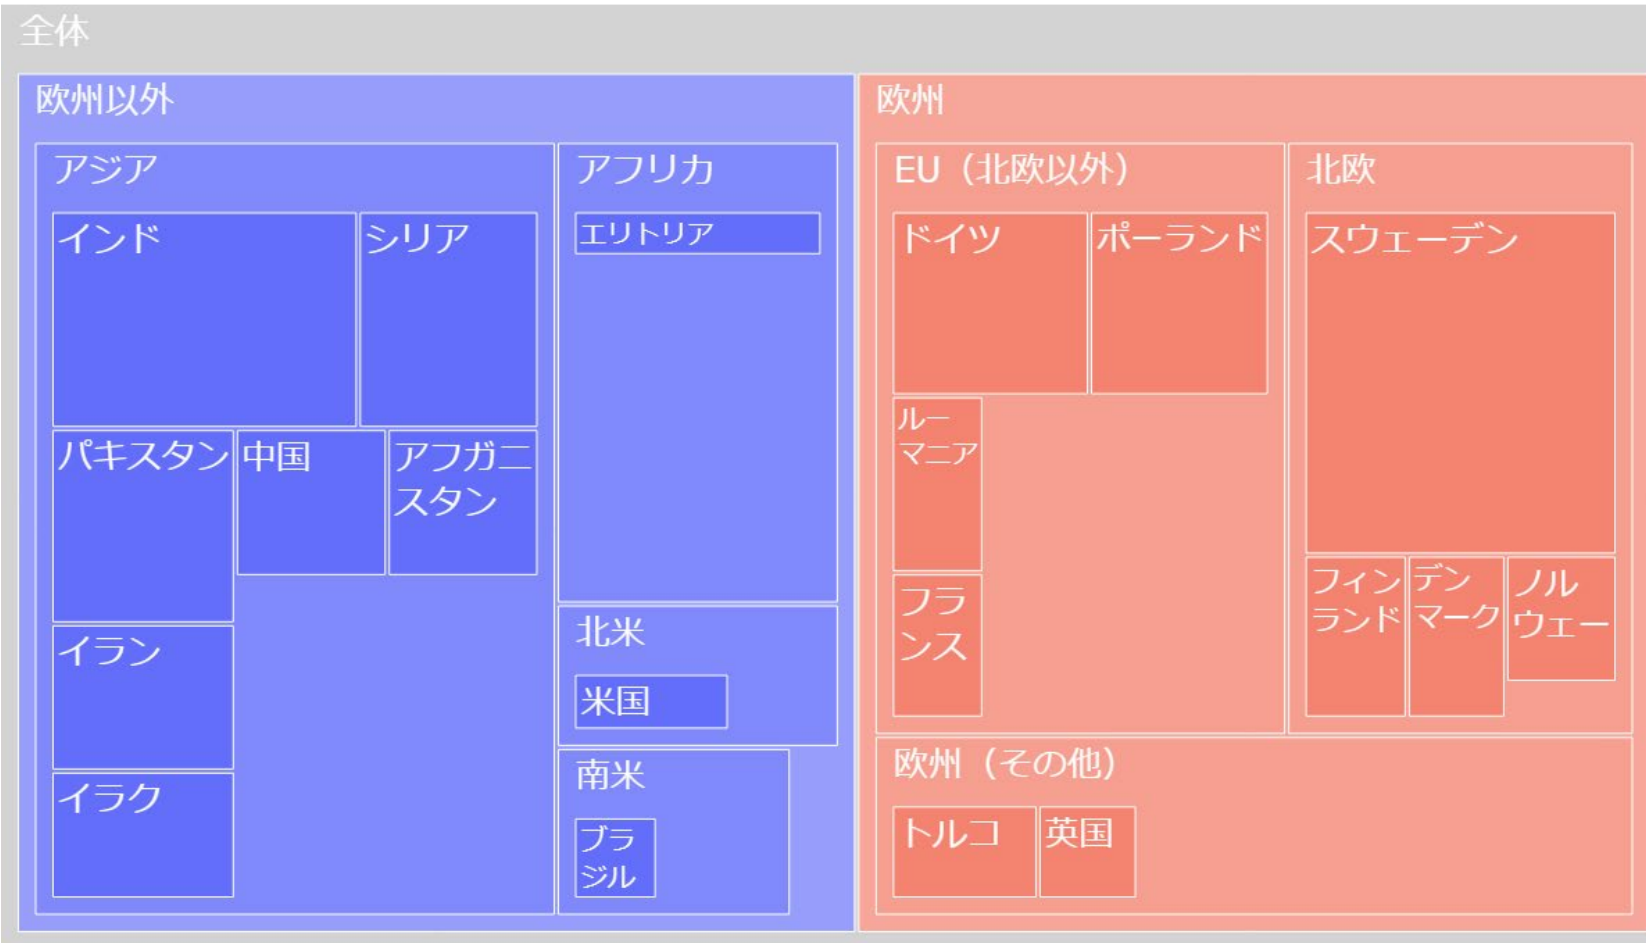 全体
欧州以外
アジア
インド
シリア
パキスタン
中国
アフガニ
スタン
イラン
イラク
アフリカ
エリトリア
北米
米国
南米
ブラ
ジル
欧州
EU（北欧以外）
ドイツ
ポーランド
ルー
マニア
フラ
ンス
北欧
スウェーデン
フィン
ランド
デン
マーク
ノル
ウェー
欧州（その他）
トルコ
英国